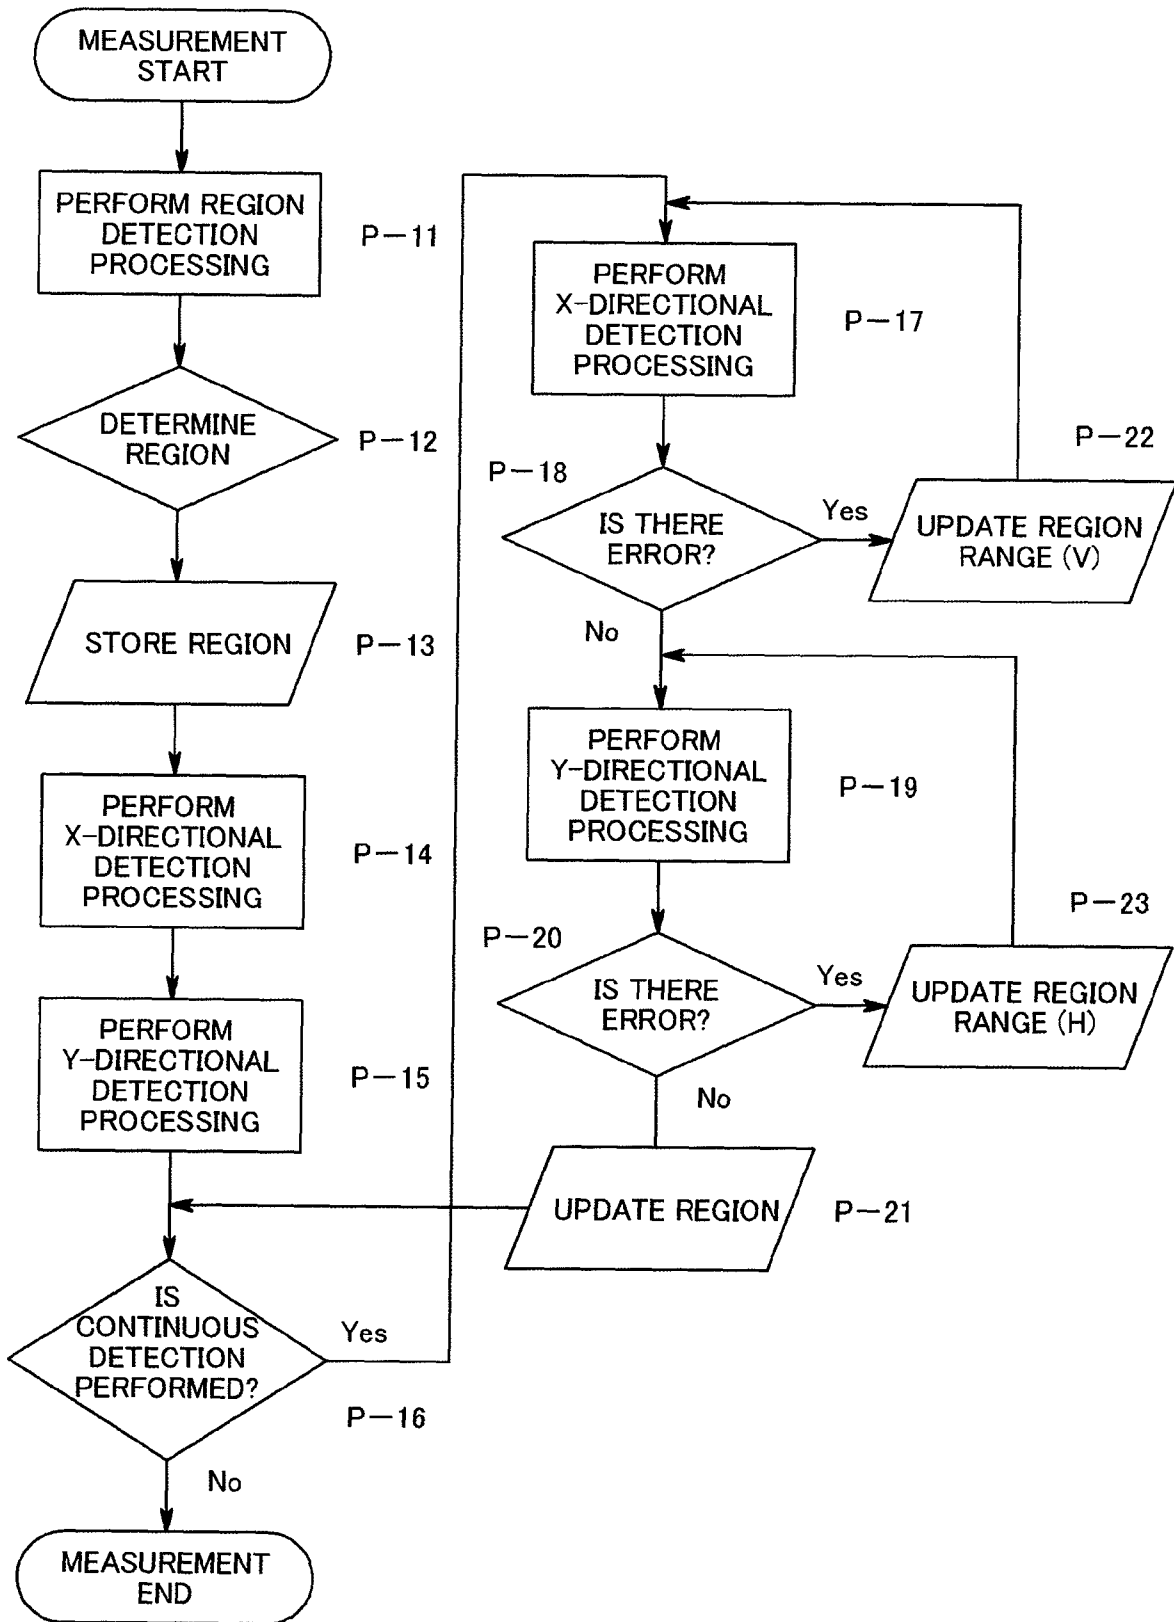 MEASUREMENT
START
PERFORM REGION
DETECTION
PROCESSING
P-11
DETERMINE
REGION
P-12
STORE REGION
P-13
PERFORM
X-DIRECTIONAL
DETECTION
PROCESSING
P-14
PERFORM
Y-DIRECTIONAL
DETECTION
PROCESSING
P-15
IS
CONTINUOUS
DETECTION
PERFORMED?
Yes
P-16
No
MEASUREMENT
END
PERFORM
X-DIRECTIONAL
DETECTION
PROCESSING
P-17
P-18
IS THERE
ERROR?
Yes
No
P-22
UPDATE REGION
RANGE (V)
PERFORM
Y-DIRECTIONAL
DETECTION
PROCESSING
P-19
P-20
IS THERE
ERROR?
Yes
No
P-23
UPDATE REGION
RANGE (H)
UPDATE REGION
P-21